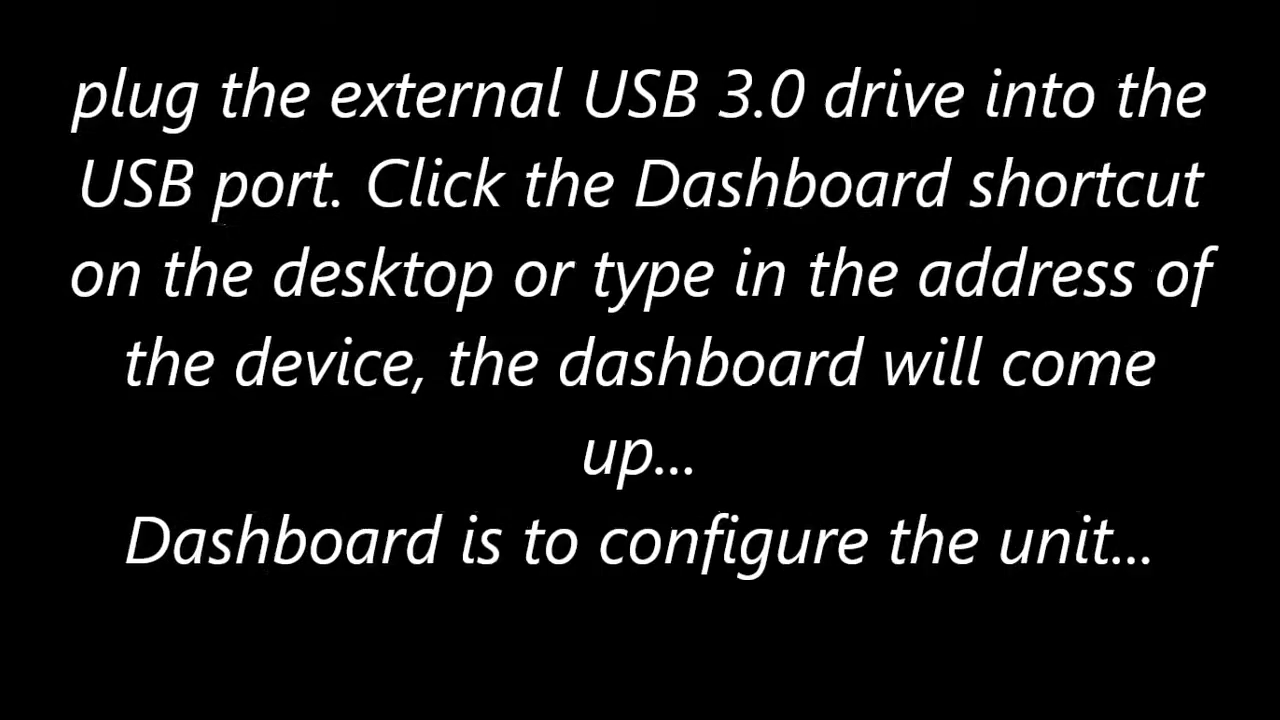 plug the external USB 3.0 drive into the
USB port. Click the Dashboard shortcut
on the desktop or type in the address of
the device, the dashboard will come
up...
Dashboard is to configure the unit...